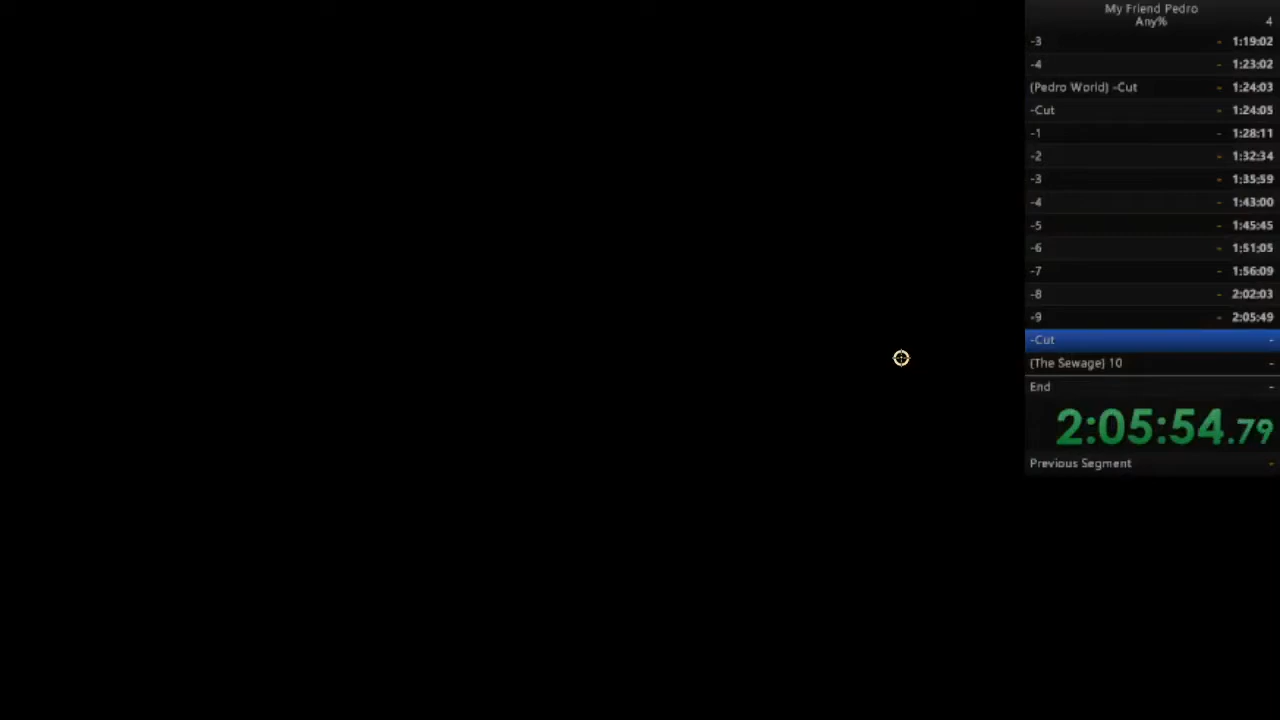 My Friend Pedro
Any% 4
-3 - 1:19:02
-4 - 1:23:02
(Pedro World) -Cut - 1:24:03
-Cut - 1:24:05
-1 - 1:28:11
-2 - 1:32:34
-3 - 1:35:59
-4 - 1:43:00
-5 - 1:45:45
-6 - 1:51:05
-7 - 1:56:09
-8 - 2:02:03
-9 - 2:05:49
-Cut -
(The Sewage) 10 -
End -
2:05:54.79
Previous Segment -